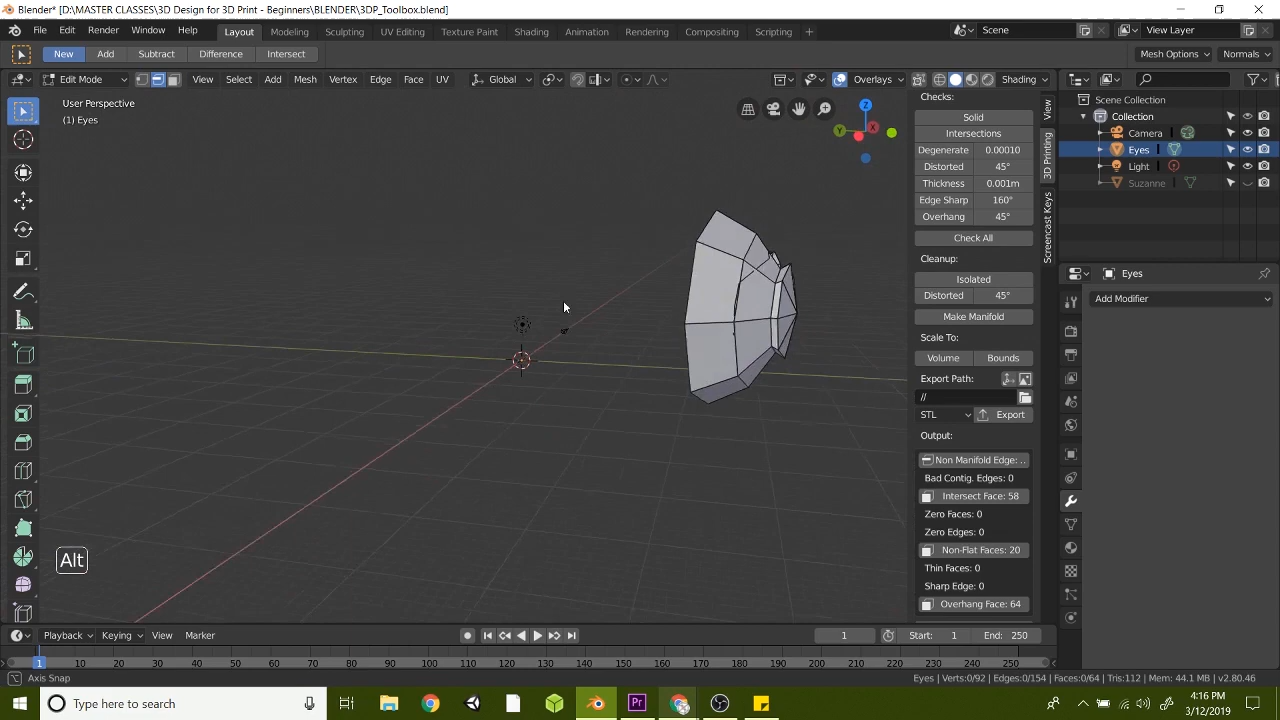 Blender* [D:\MASTER CLASSES\3D Design for 3D Print - Beginners\BLENDER\3DP_Toolbox.blend]
File Edit Render Window Help Layout Modeling Sculpting UV Editing Texture Paint Shading Animation Rendering Compositing Scripting + Scene View Layer
New Add Subtract Difference Intersect Mesh Options Normals
Edit Mode View Select Add Mesh Vertex Edge Face UV Global Overlays Shading
User Perspective
(1) Eyes
Z
Y
X
Checks:
Solid
Intersections
Degenerate 0.00010
Distorted 45°
Thickness 0.001m
Edge Sharp 160°
Overhang 45°
Check All
Cleanup:
Isolated
Distorted 45°
Make Manifold
Scale To:
Volume Bounds
Export Path:
//
STL Export
Output:
Non Manifold Edge: ..
Bad Contig. Edges: 0
Intersect Face: 58
Zero Faces: 0
Zero Edges: 0
Non-Flat Faces: 20
Thin Faces: 0
Sharp Edge: 0
Overhang Face: 64
View
3D Printing
Screencast Keys
Scene Collection
Collection
Camera
Eyes
Light
Suzanne
Eyes
Add Modifier
Alt
Playback Keying View Marker 1 Start: 1 End: 250
1 10 20 30 40 50 60 70 80 90 100 110 120 130 140 150 160 170 180 190 200 210 220 230 240 250
Axis Snap Eyes | Verts:0/92 | Edges:0/154 | Faces:0/64 | Tris:112 | Mem: 44.1 MB | v2.80.46
Type here to search
Pr
4:16 PM
3/12/2019